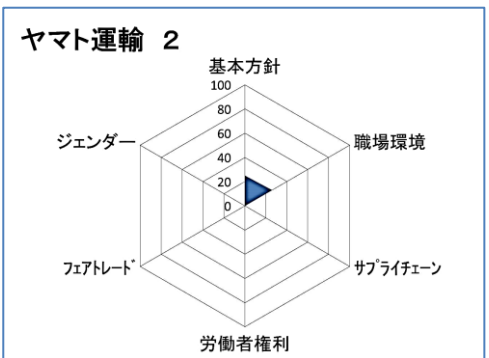 ヤマト運輸 2
基本方針
100
80
60
40
20
0
ジェンダー
職場環境
フェアトレード
サプライチェーン
労働者権利